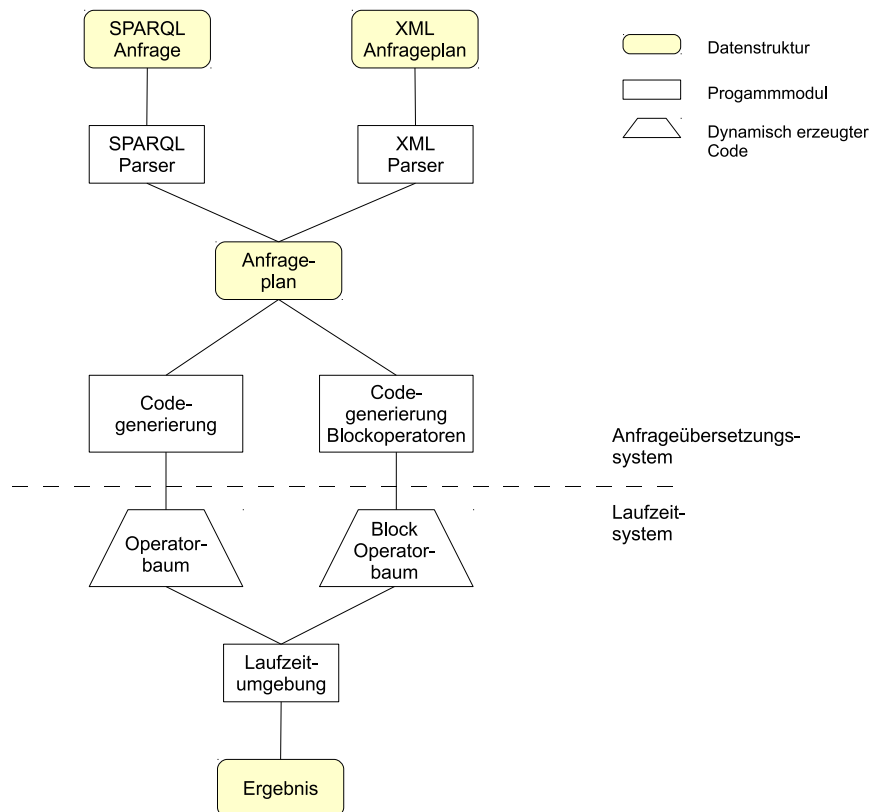 SPARQL
Anfrage
XML
Anfrageplan
Datenstruktur
Progammmodul
Dynamisch erzeugter
Code
SPARQL
Parser
XML
Parser
Anfrage-
plan
Code-
generierung
Code-
generierung
Blockoperatoren
Anfrageübersetzungs-
system
Laufzeit-
system
Operator-
baum
Block
Operator-
baum
Laufzeit-
umgebung
Ergebnis